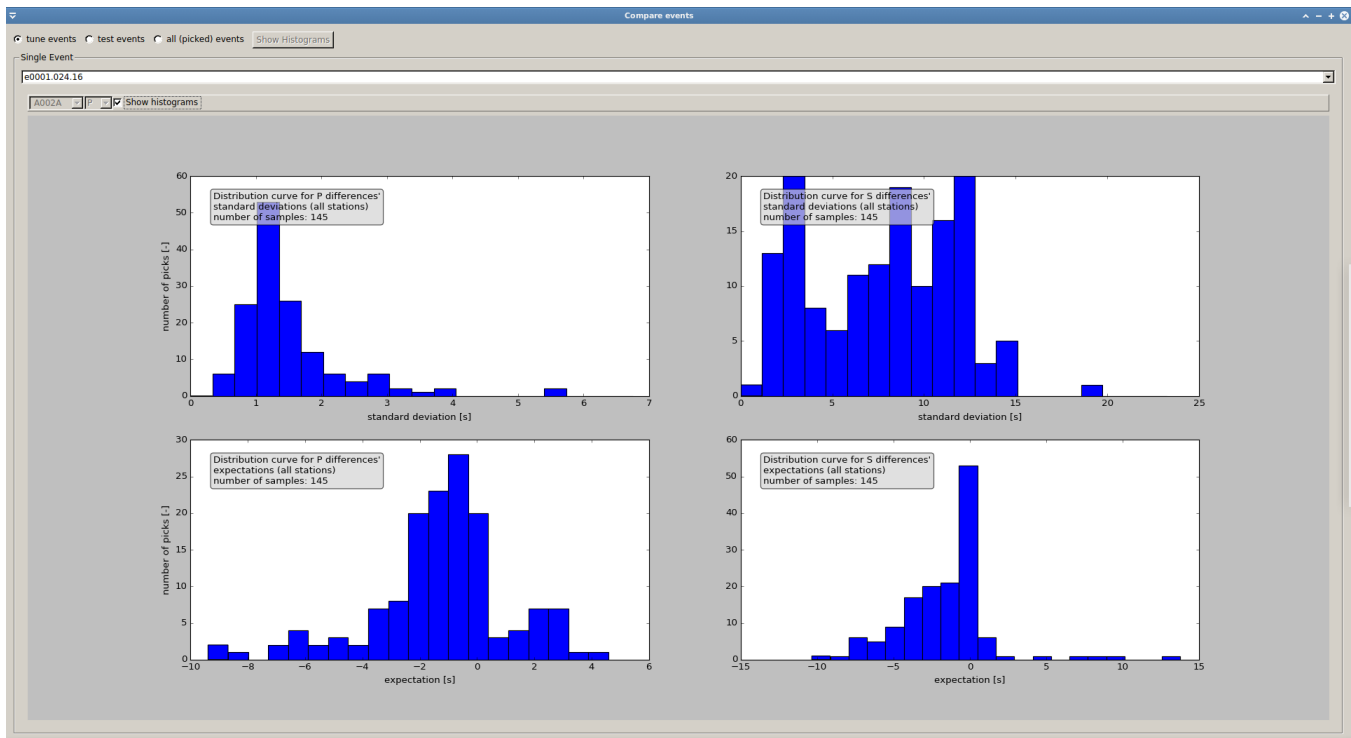 Compare events
tune events test events all (picked) events Show Histograms
Single Event
e0001.024.16
A002A P Show histograms
60
50
40
30
20
10
0
number of picks [-]
Distribution curve for P differences'
standard deviations (all stations)
number of samples: 145
0 1 2 3 4 5 6 7
standard deviation [s]
20
15
10
5
0
Distribution curve for S differences'
standard deviations (all stations)
number of samples: 145
0 5 10 15 20 25
standard deviation [s]
30
25
20
15
10
5
0
number of picks [-]
Distribution curve for P differences'
expectations (all stations)
number of samples: 145
−10 −8 −6 −4 −2 0 2 4 6
expectation [s]
60
50
40
30
20
10
0
Distribution curve for S differences'
expectations (all stations)
number of samples: 145
−15 −10 −5 0 5 10 15
expectation [s]